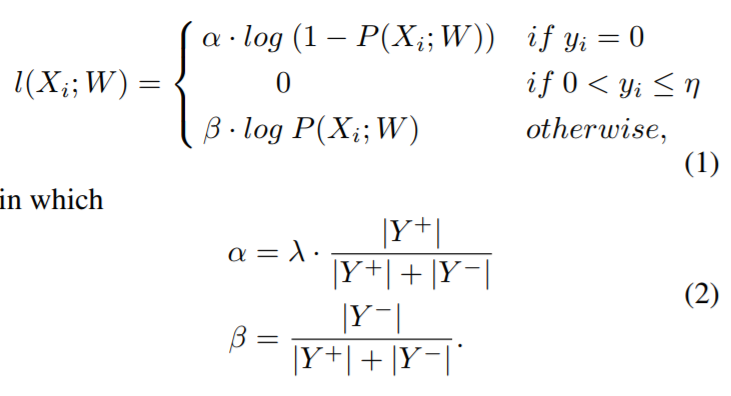 l(X_i; W) = { α · log (1 − P(X_i; W)) if y_i = 0
0 if 0 < y_i ≤ η
β · log P(X_i; W) otherwise,
(1)
in which
α = λ · |Y⁺| / (|Y⁺| + |Y⁻|)
(2)
β = |Y⁻| / (|Y⁺| + |Y⁻|).